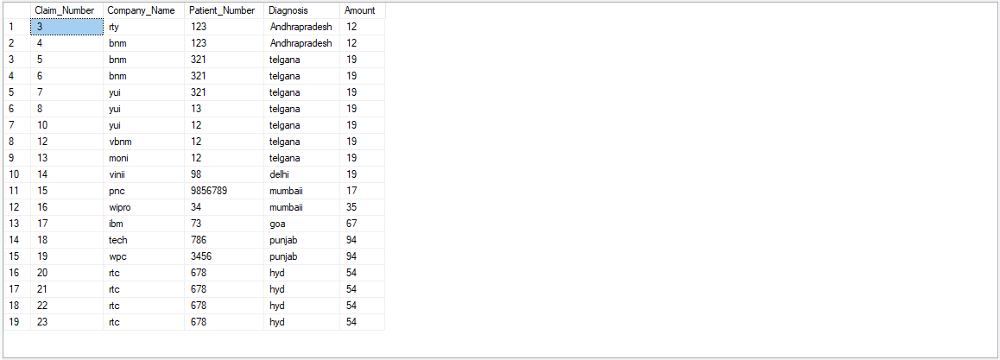 Claim_Number Company_Name Patient_Number Diagnosis Amount
1 3 rty 123 Andhrapradesh 12
2 4 bnm 123 Andhrapradesh 12
3 5 bnm 321 telgana 19
4 6 bnm 321 telgana 19
5 7 yui 321 telgana 19
6 8 yui 13 telgana 19
7 10 yui 12 telgana 19
8 12 vbnm 12 telgana 19
9 13 moni 12 telgana 19
10 14 vinii 98 delhi 19
11 15 pnc 9856789 mumbaii 17
12 16 wipro 34 mumbaii 35
13 17 ibm 73 goa 67
14 18 tech 786 punjab 94
15 19 wpc 3456 punjab 94
16 20 rtc 678 hyd 54
17 21 rtc 678 hyd 54
18 22 rtc 678 hyd 54
19 23 rtc 678 hyd 54